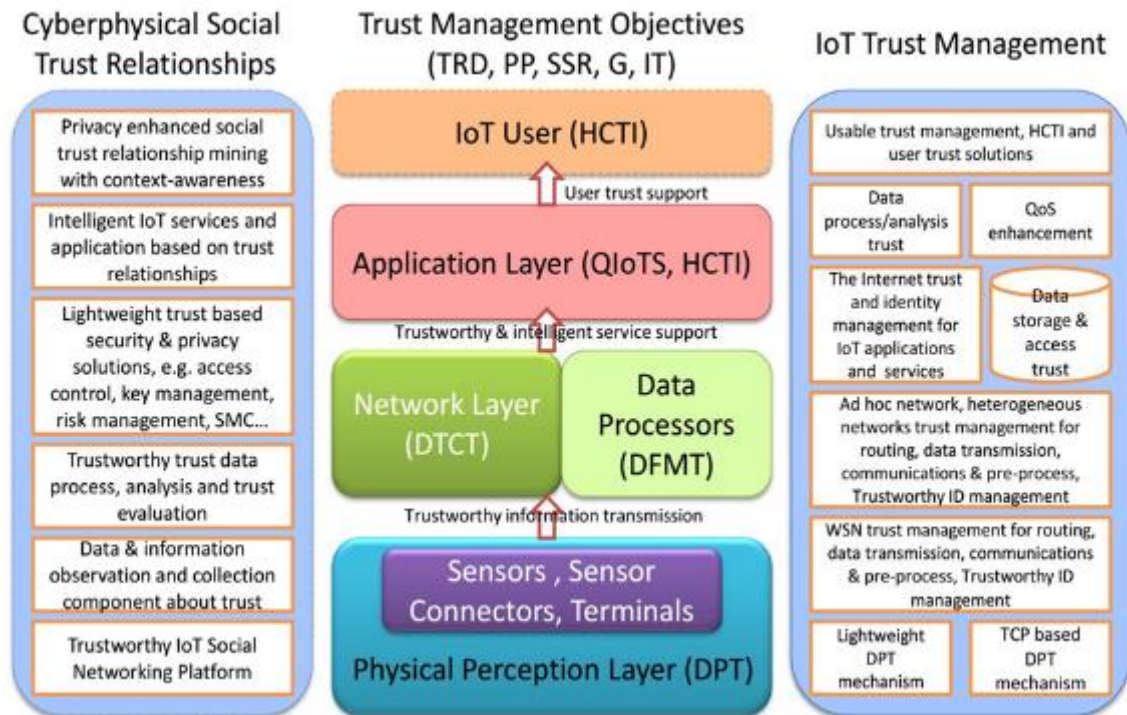 Cyberphysical Social
Trust Relationships
Privacy enhanced social
trust relationship mining
with context-awareness
Intelligent IoT services and
application based on trust
relationships
Lightweight trust based
security & privacy
solutions, e.g. access
control, key management,
risk management, SMC...
Trustworthy trust data
process, analysis and trust
evaluation
Data & information
observation and collection
component about trust
Trustworthy IoT Social
Networking Platform
Trust Management Objectives
(TRD, PP, SSR, G, IT)
IoT User (HCTI)
User trust support
Application Layer (QIoTS, HCTI)
Trustworthy & intelligent service support
Network Layer
(DTCT)
Data
Processors
(DFMT)
Trustworthy information transmission
Sensors , Sensor
Connectors, Terminals
Physical Perception Layer (DPT)
IoT Trust Management
Usable trust management, HCTI and
user trust solutions
Data
process/analysis
trust
QoS
enhancement
The Internet trust
and identity
management for
IoT applications
and services
Data
storage &
access
trust
Ad hoc network, heterogeneous
networks trust management for
routing, data transmission,
communications & pre-process,
Trustworthy ID management
WSN trust management for routing,
data transmission, communications
& pre-process, Trustworthy ID
management
Lightweight
DPT
mechanism
TCP based
DPT
mechanism